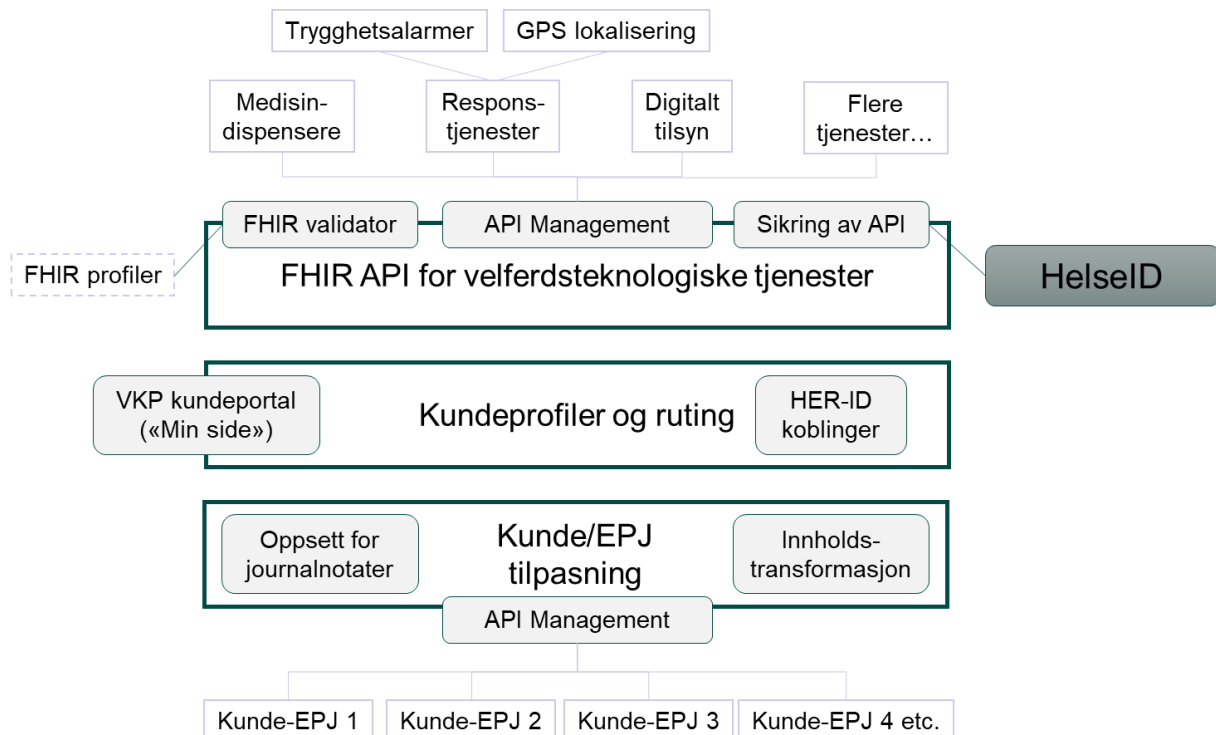 Trygghetsalarmer
GPS lokalisering
Medisin-
dispensere
Respons-
tjenester
Digitalt
tilsyn
Flere
tjenester…
FHIR validator
API Management
Sikring av API
FHIR profiler
FHIR API for velferdsteknologiske tjenester
HelseID
VKP kundeportal
(«Min side»)
Kundeprofiler og ruting
HER-ID
koblinger
Oppsett for
journalnotater
Kunde/EPJ
tilpasning
Innholds-
transformasjon
API Management
Kunde-EPJ 1
Kunde-EPJ 2
Kunde-EPJ 3
Kunde-EPJ 4 etc.